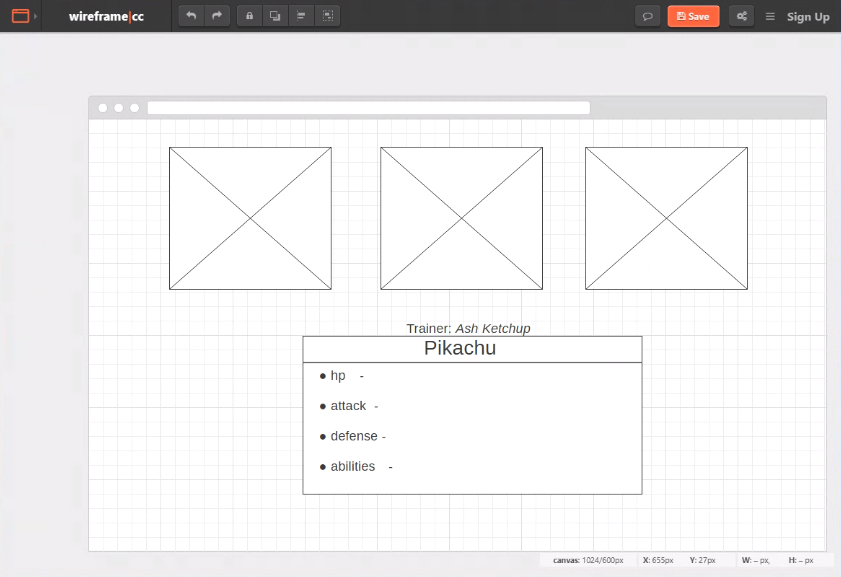 wireframe|cc
Save
Sign Up
Trainer: Ash Ketchup
Pikachu
● hp -
● attack -
● defense -
● abilities -
canvas: 1024/600px X: 655px Y: 27px W: – px, H: – px